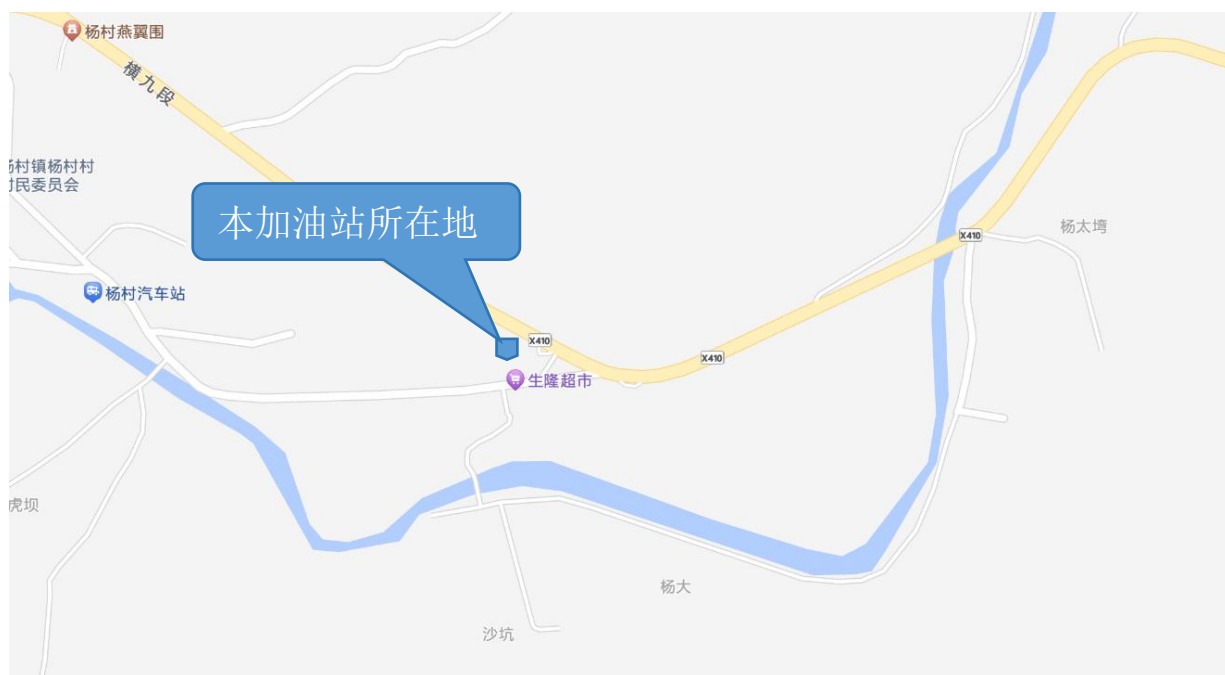 杨村燕翼围
横九段
杨村镇杨村村
村民委员会
本加油站所在地
X410
杨太塆
杨村汽车站
X410
X410
生隆超市
虎坝
杨大
沙坑